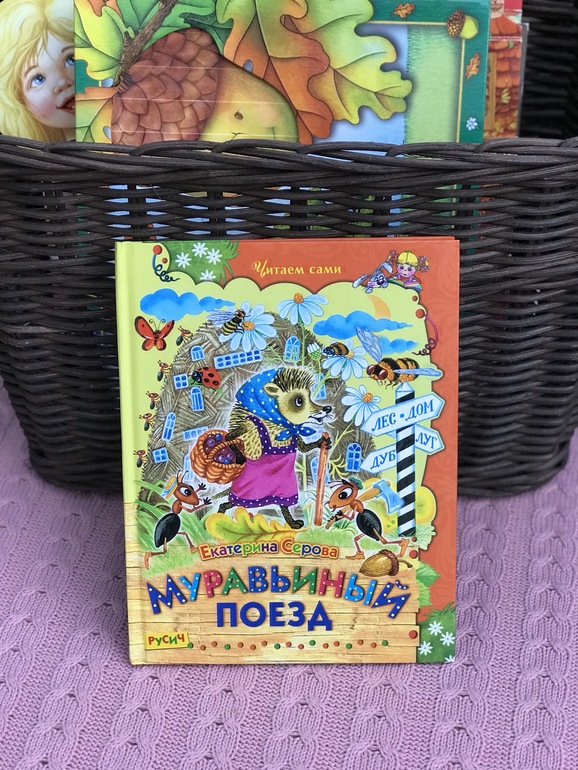 Читаем сами
ЛЕС • ДОМ
ЛУГ
ДУБ
Екатерина Серова
МУРАВЬИНЫЙ
ПОЕЗД
РУСИЧ